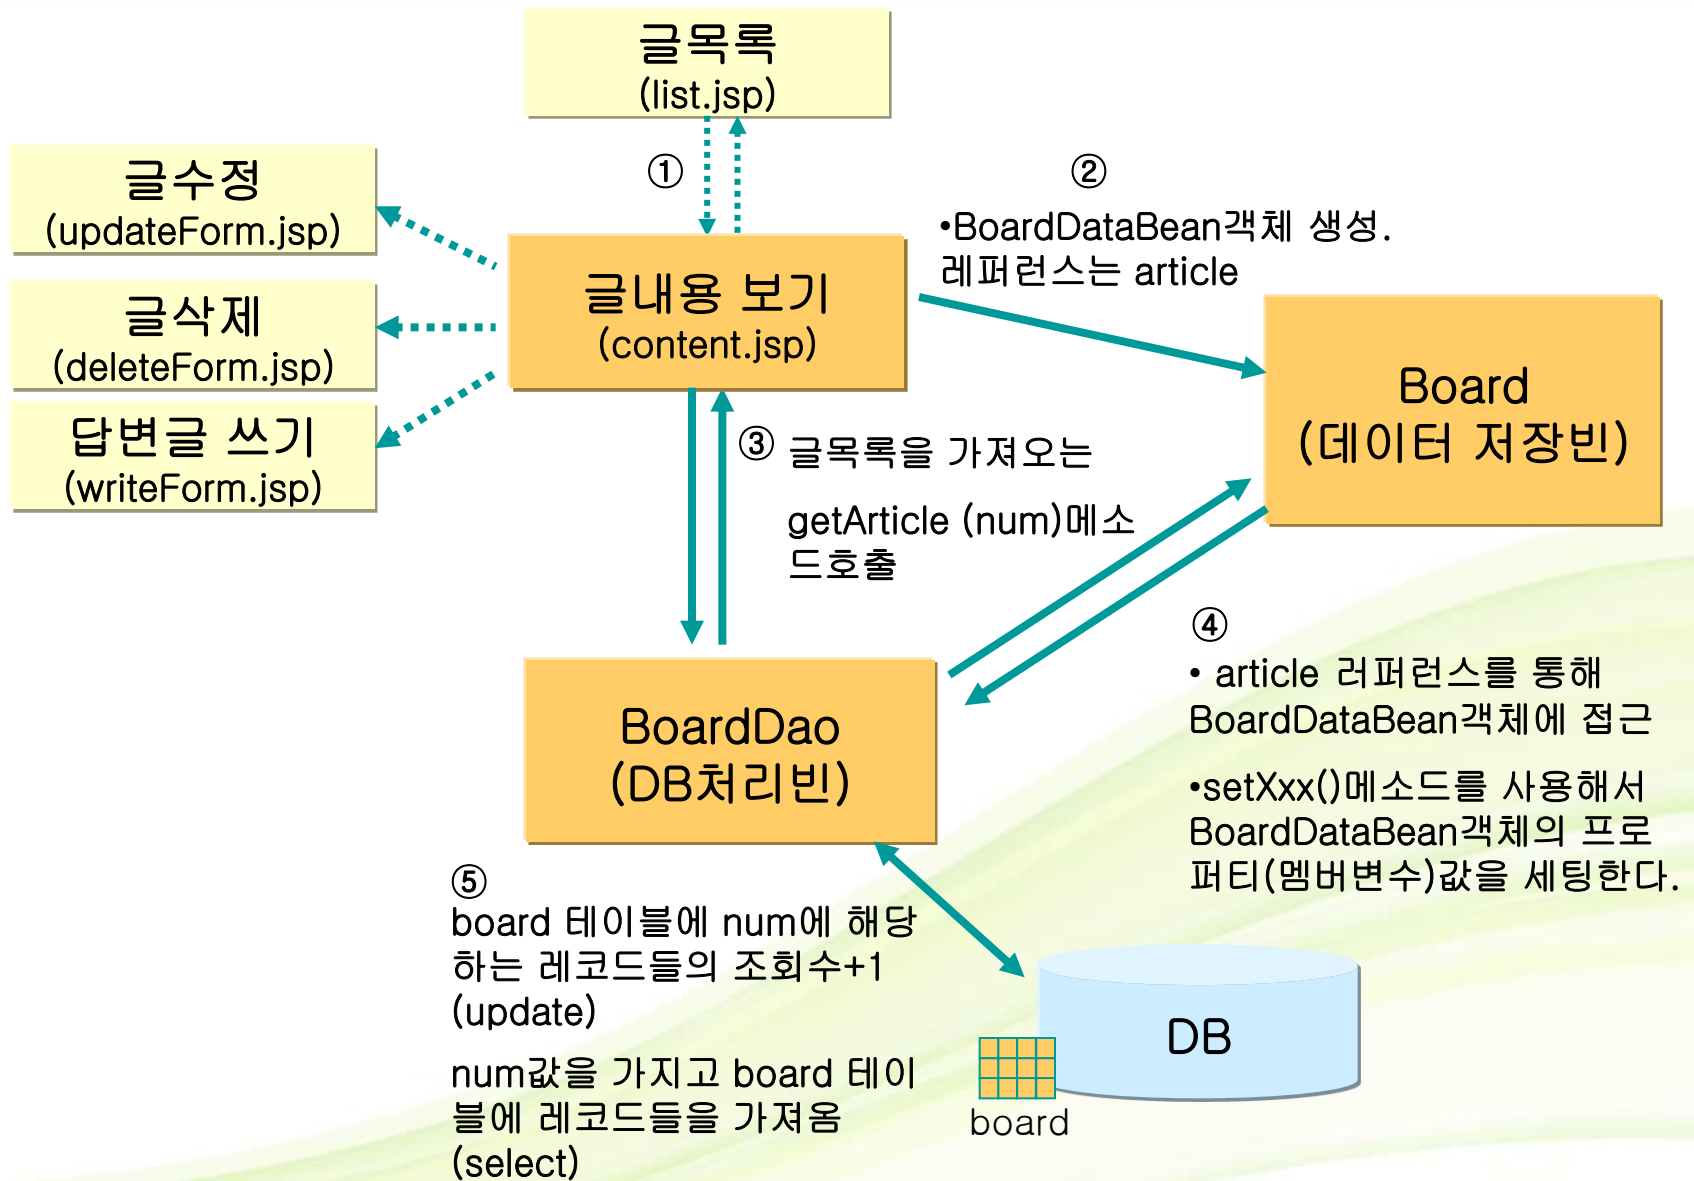 글목록
(list.jsp)
글수정
(updateForm.jsp)
글삭제
(deleteForm.jsp)
답변글 쓰기
(writeForm.jsp)
①
글내용 보기
(content.jsp)
②
•BoardDataBean객체 생성.
레퍼런스는 article
Board
(데이터 저장빈)
③ 글목록을 가져오는
getArticle (num)메소
드호출
BoardDao
(DB처리빈)
④
• article 러퍼런스를 통해
BoardDataBean객체에 접근
•setXxx()메소드를 사용해서
BoardDataBean객체의 프로
퍼티(멤버변수)값을 세팅한다.
⑤
board 테이블에 num에 해당
하는 레코드들의 조회수+1
(update)
num값을 가지고 board 테이
블에 레코드들을 가져옴
(select)
DB
board